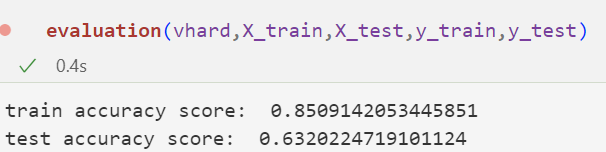 evaluation(vhard,X_train,X_test,y_train,y_test)
0.4s
train accuracy score:  0.8509142053445851
test accuracy score:  0.6320224719101124